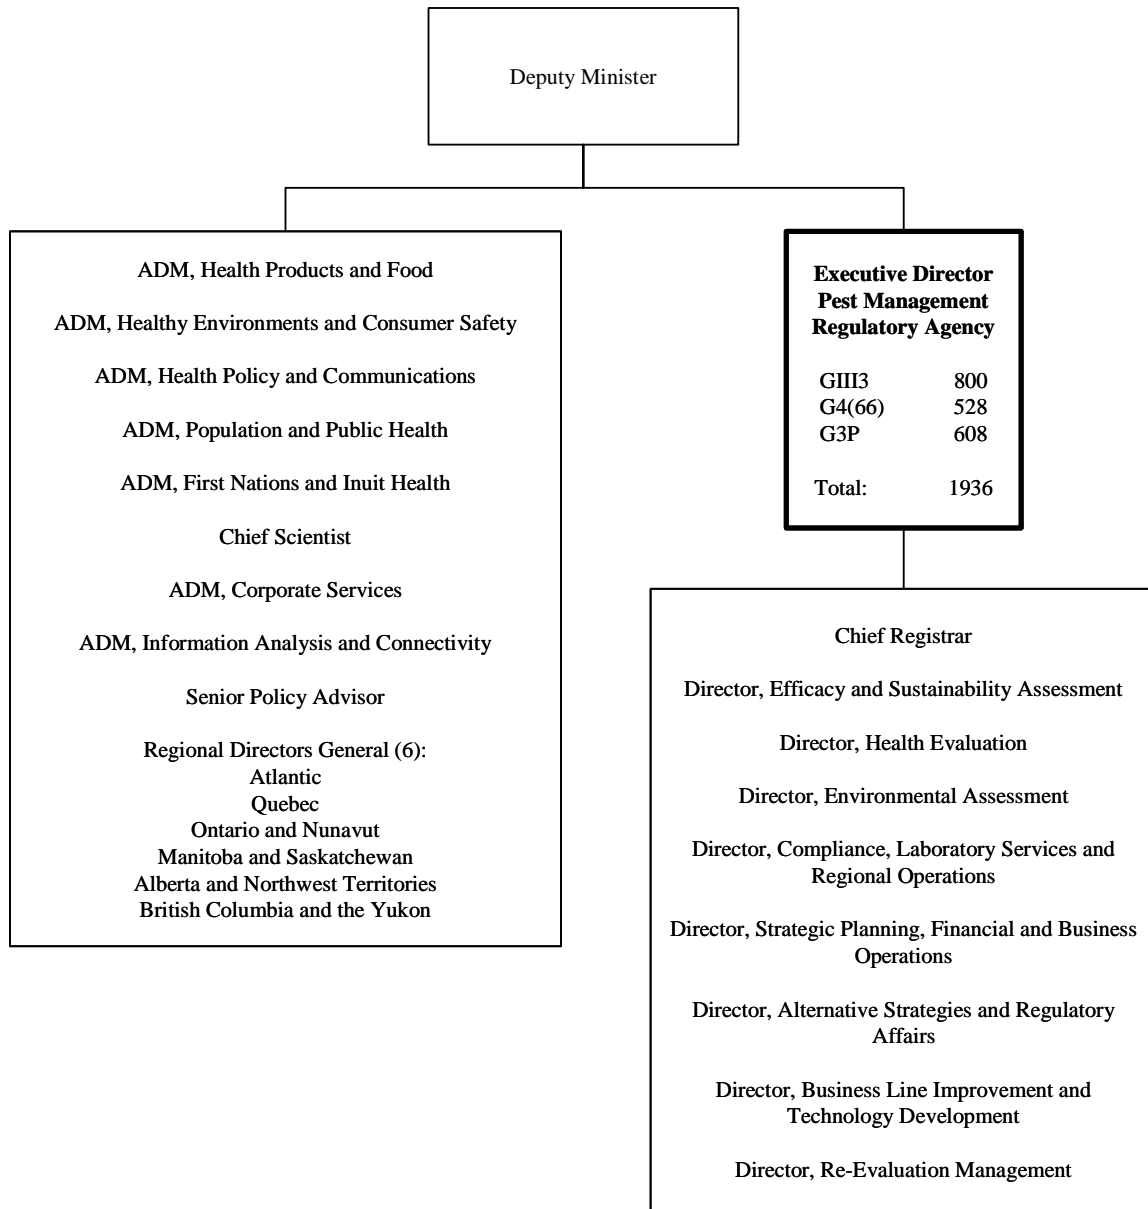 Deputy Minister
ADM, Health Products and Food
ADM, Healthy Environments and Consumer Safety
ADM, Health Policy and Communications
ADM, Population and Public Health
ADM, First Nations and Inuit Health
Chief Scientist
ADM, Corporate Services
ADM, Information Analysis and Connectivity
Senior Policy Advisor
Regional Directors General (6):
Atlantic
Quebec
Ontario and Nunavut
Manitoba and Saskatchewan
Alberta and Northwest Territories
British Columbia and the Yukon
Executive Director
Pest Management
Regulatory Agency
GIII3 800
G4(66) 528
G3P 608
Total: 1936
Chief Registrar
Director, Efficacy and Sustainability Assessment
Director, Health Evaluation
Director, Environmental Assessment
Director, Compliance, Laboratory Services and
Regional Operations
Director, Strategic Planning, Financial and Business
Operations
Director, Alternative Strategies and Regulatory
Affairs
Director, Business Line Improvement and
Technology Development
Director, Re-Evaluation Management